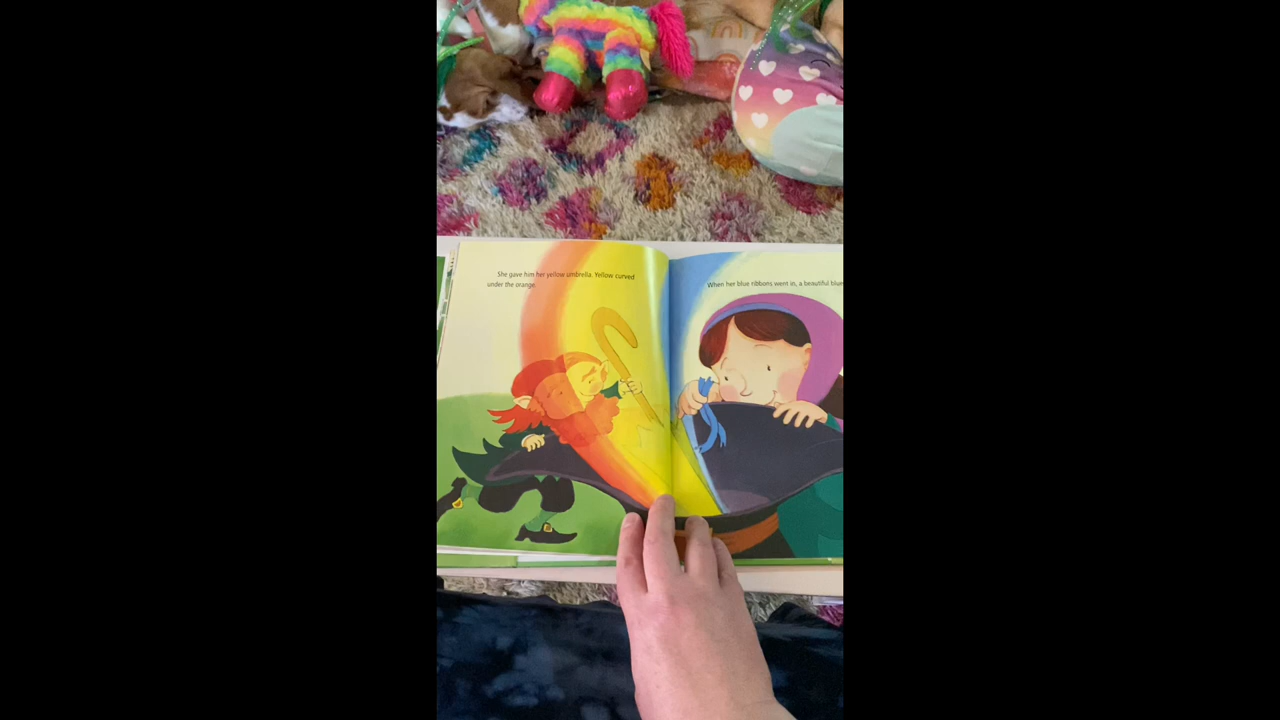 She gave him her yellow umbrella. Yellow curved
under the orange.
When her blue ribbons went in, a beautiful blue